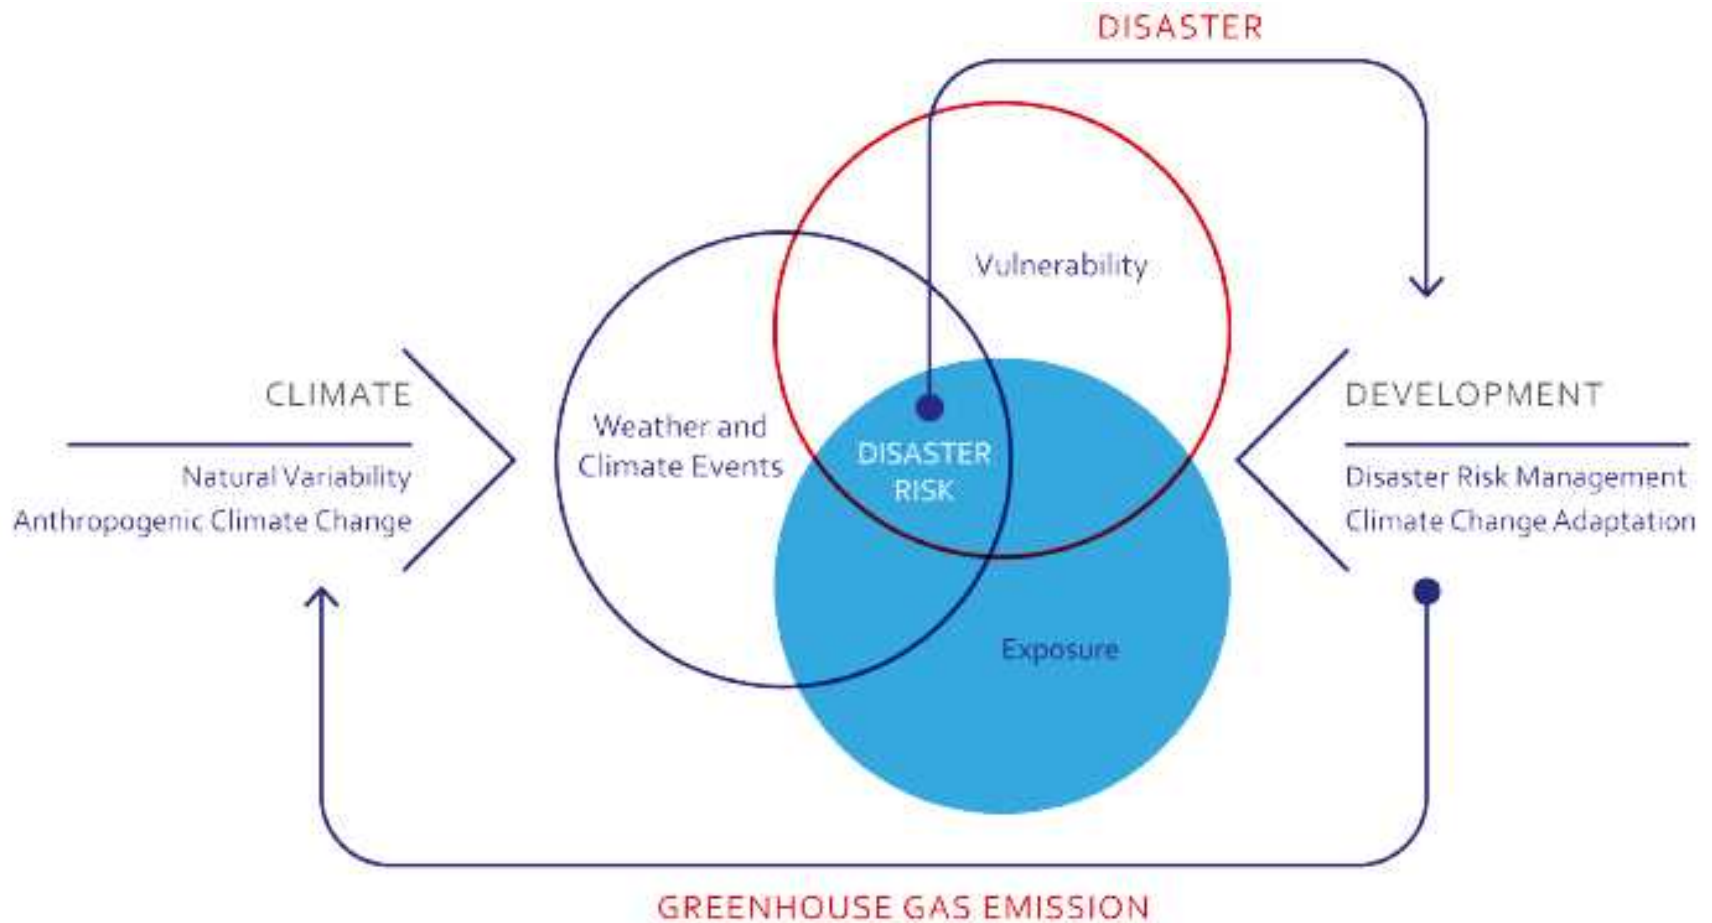 DISASTER
Vulnerability
CLIMATE
Natural Variability
Anthropogenic Climate Change
Weather and
Climate Events
DISASTER
RISK
DEVELOPMENT
Disaster Risk Management
Climate Change Adaptation
Exposure
GREENHOUSE GAS EMISSION